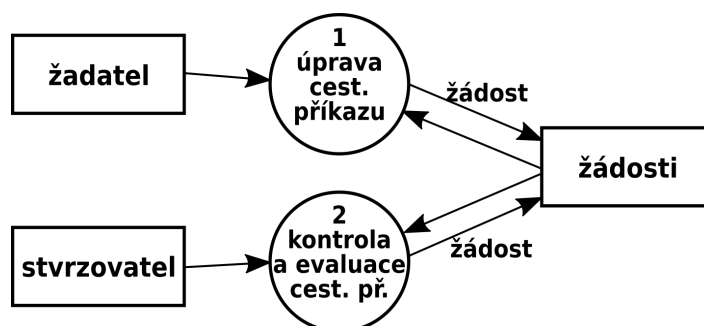 žadatel
1
úprava
cest.
příkazu
žádost
žádosti
stvrzovatel
2
kontrola
a evaluace
cest. př.
žádost